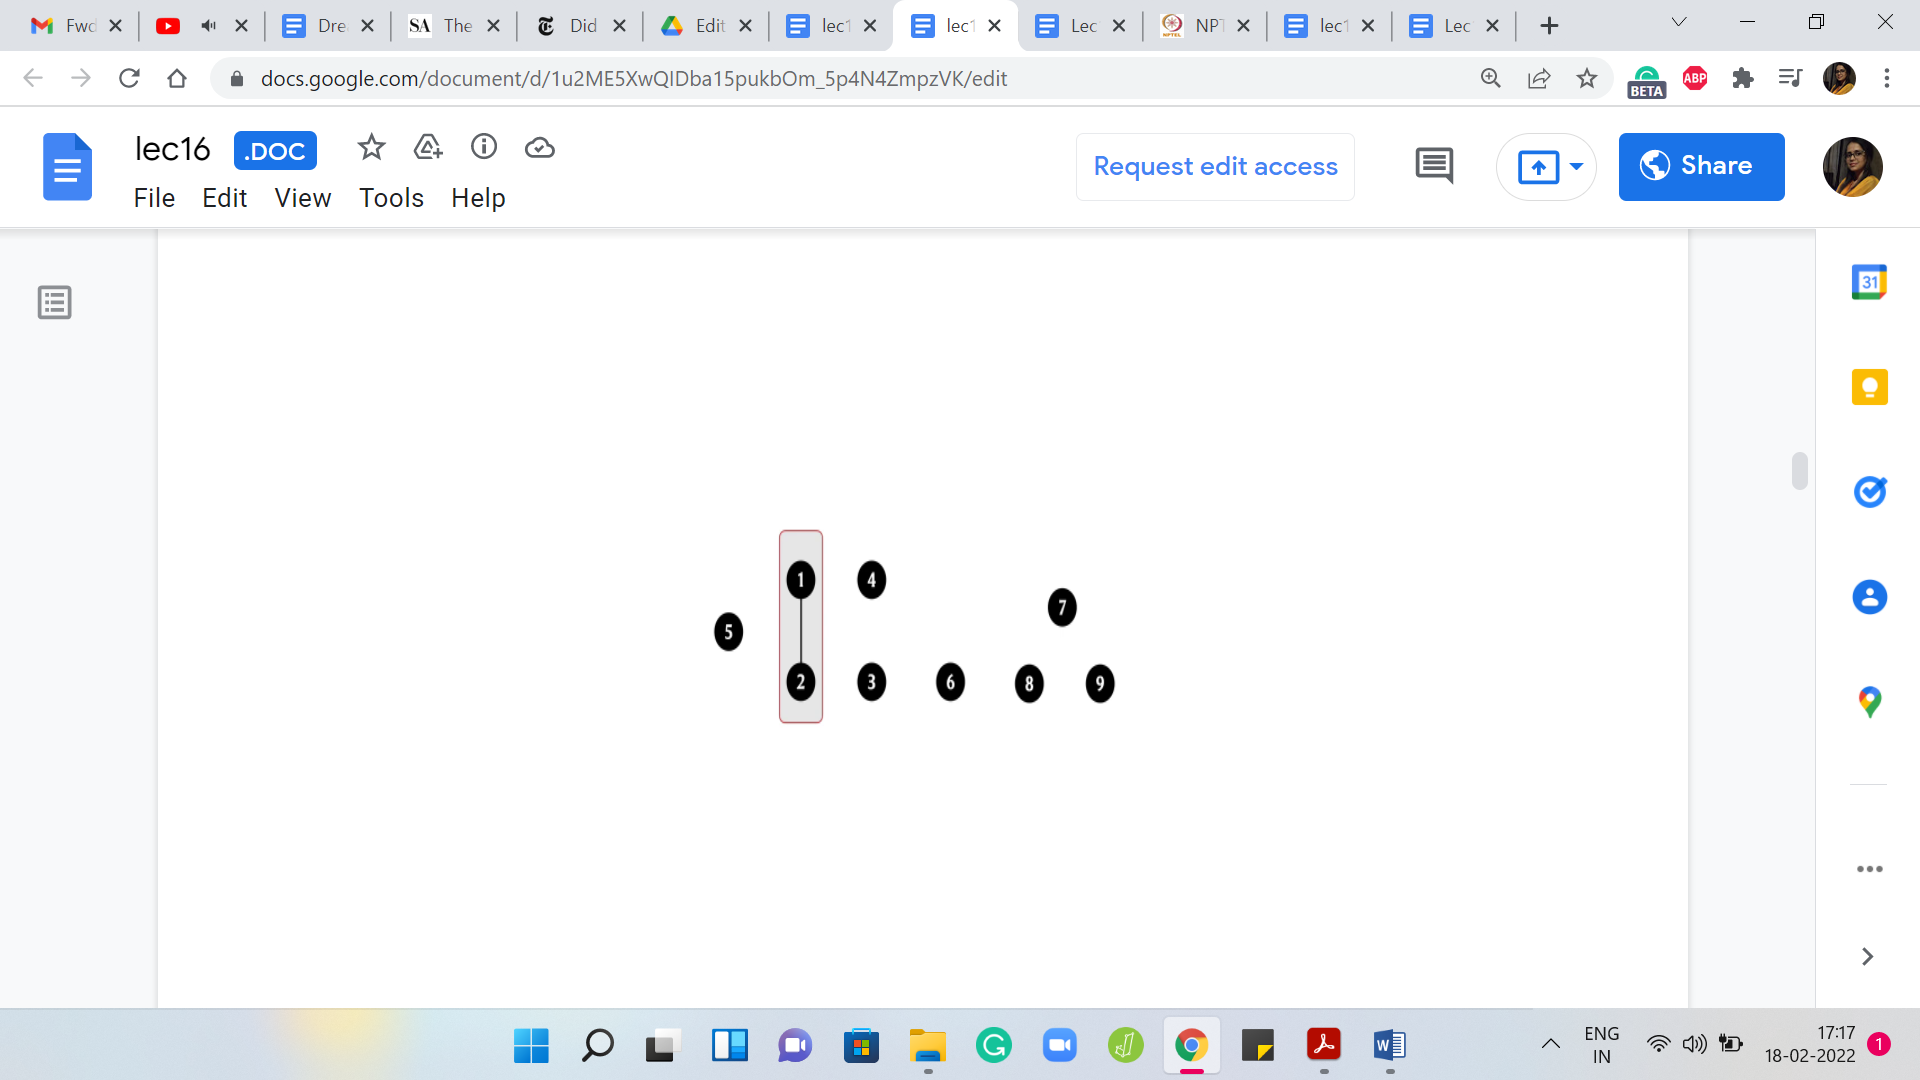 Fwd Dre The Did Edit lec1 lec1 Lec NPT lec1 Lec
docs.google.com/document/d/1u2ME5XwQIDba15pukbOm_5p4N4ZmpzVK/edit
ABP
BETA
lec16 .DOC
Request edit access
Share
File Edit View Tools Help
31
1 4
7
5
2 3 6 8 9
ENG
IN
17:17
18-02-2022
1